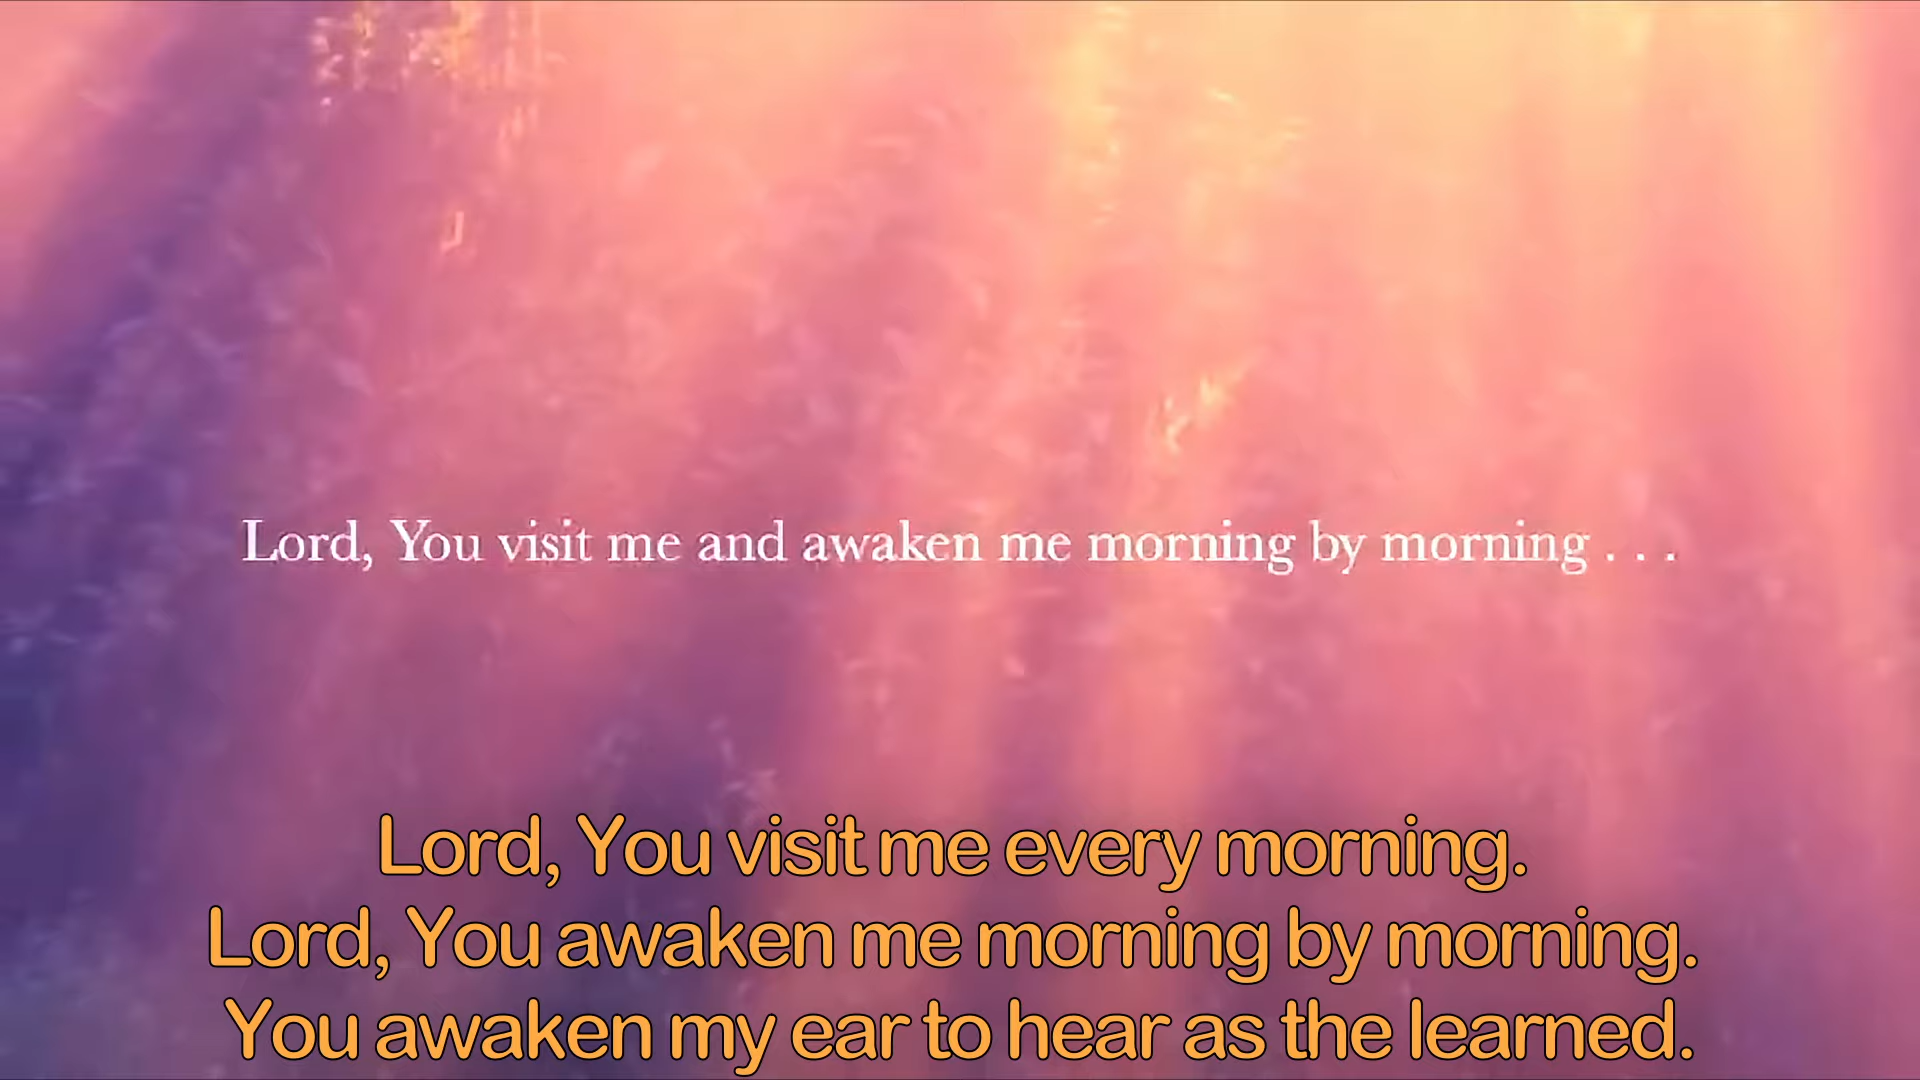 Lord, You visit me and awaken me morning by morning . . .
Lord, You visit me every morning.
Lord, You awaken me morning by morning.
You awaken my ear to hear as the learned.